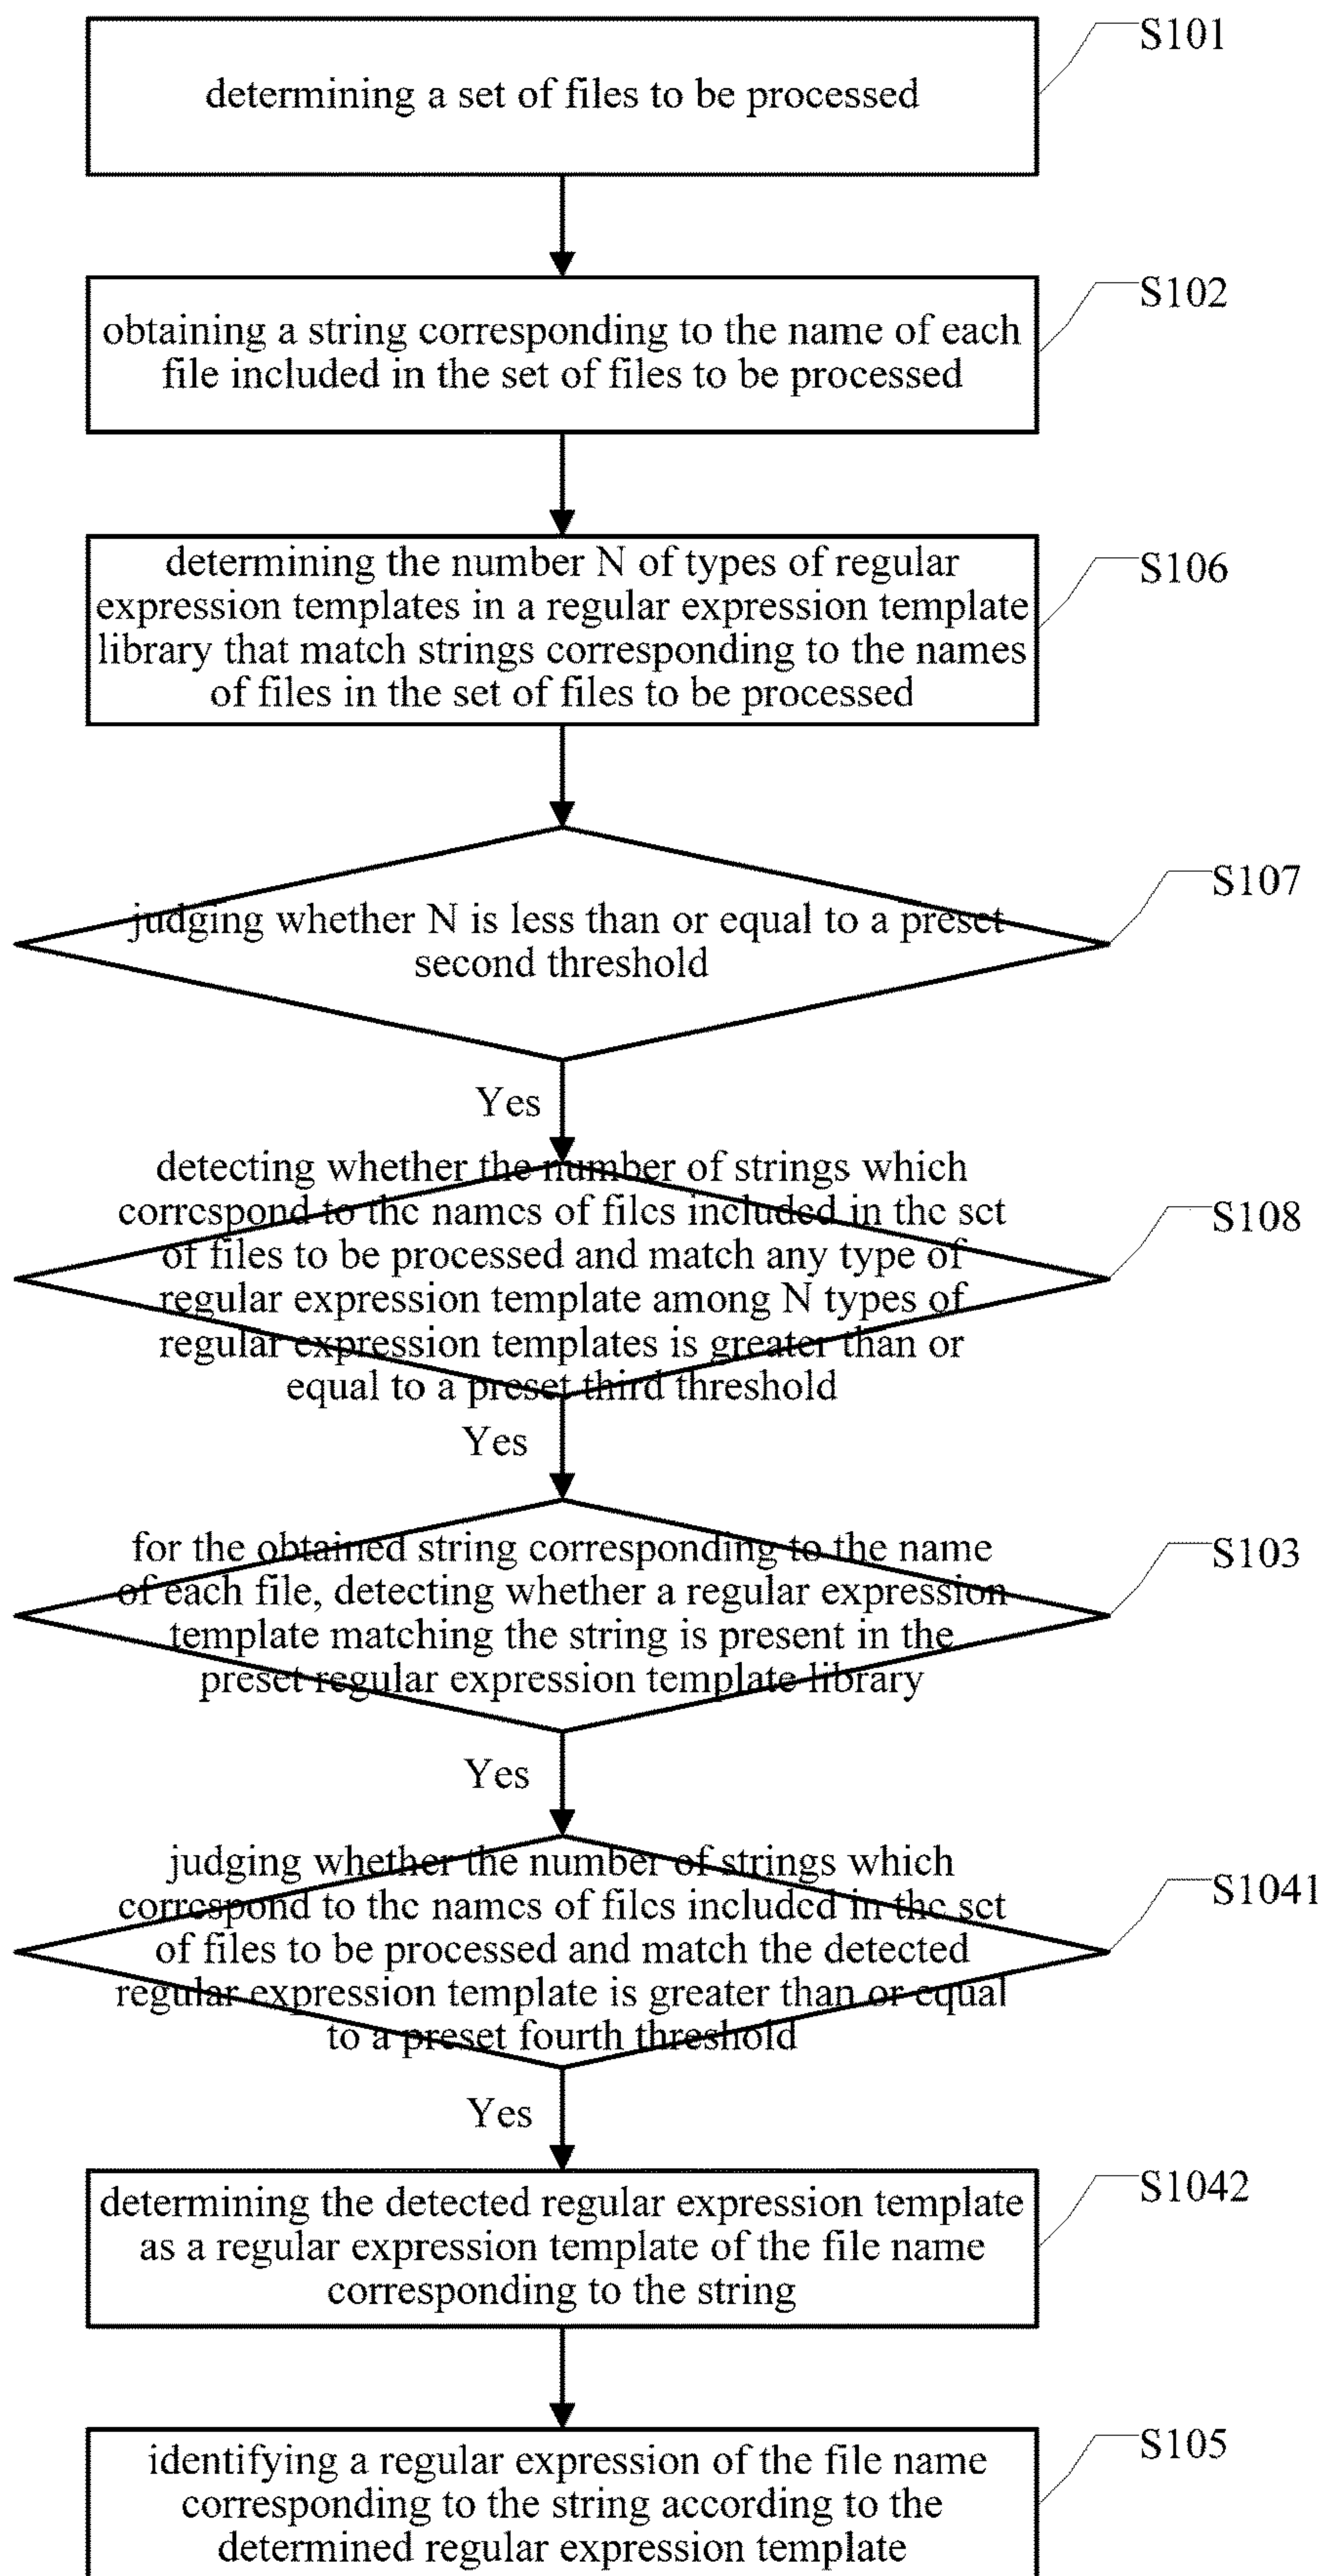 determining a set of files to be processed
S101
obtaining a string corresponding to the name of each
file included in the set of files to be processed
S102
determining the number N of types of regular
expression templates in a regular expression template
library that match strings corresponding to the names
of files in the set of files to be processed
S106
judging whether N is less than or equal to a preset
second threshold
S107
Yes
detecting whether the number of strings which
correspond to the names of files included in the set
of files to be processed and match any type of
regular expression template among N types of
regular expression templates is greater than or
equal to a preset third threshold
S108
Yes
for the obtained string corresponding to the name
of each file, detecting whether a regular expression
template matching the string is present in the
preset regular expression template library
S103
Yes
judging whether the number of strings which
correspond to the names of files included in the set
of files to be processed and match the detected
regular expression template is greater than or equal
to a preset fourth threshold
S1041
Yes
determining the detected regular expression template
as a regular expression template of the file name
corresponding to the string
S1042
identifying a regular expression of the file name
corresponding to the string according to the
determined regular expression template
S105